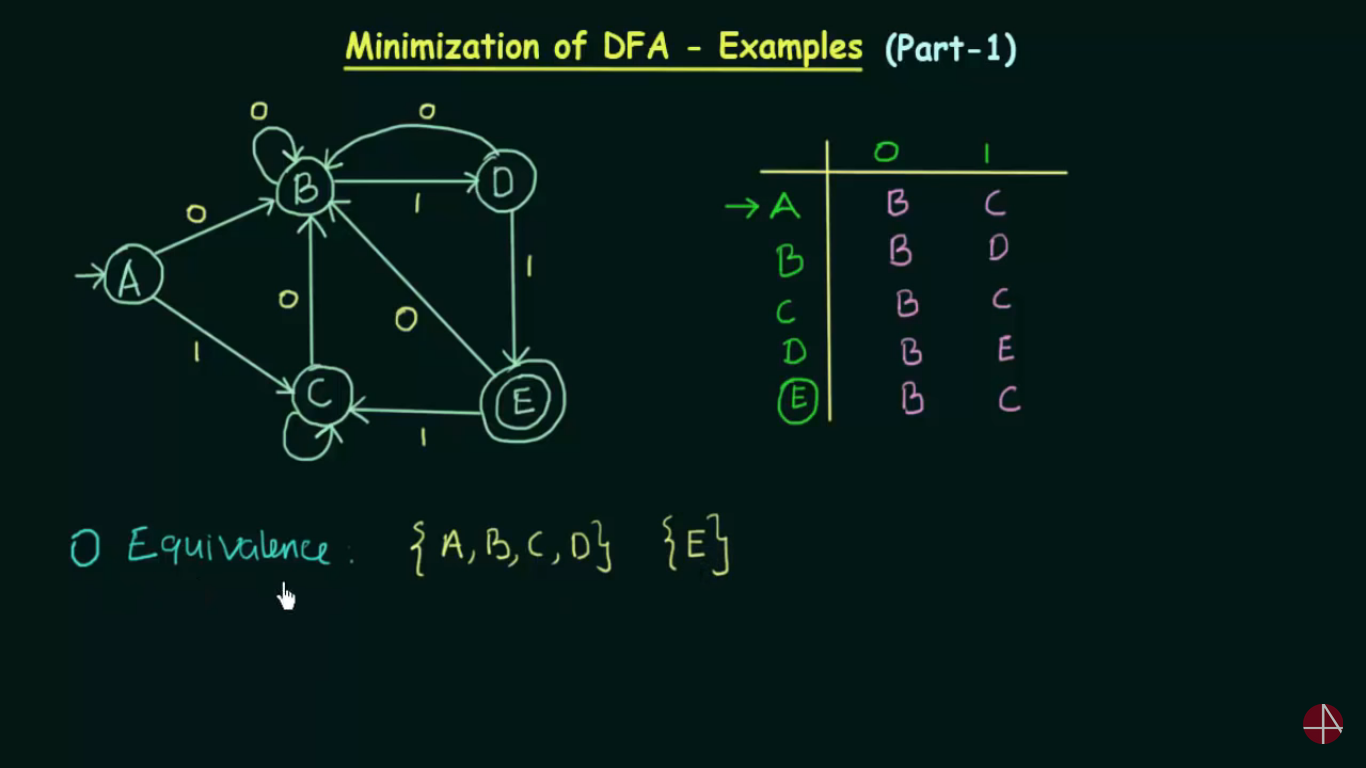 Minimization of DFA - Examples (Part-1)
0 0
B D
1
0
1
A
0
0
1
C E
1
0 1
→ A B C
B B D
C B C
D B E
E B C
0 Equivalence : {A, B, C, D} {E}